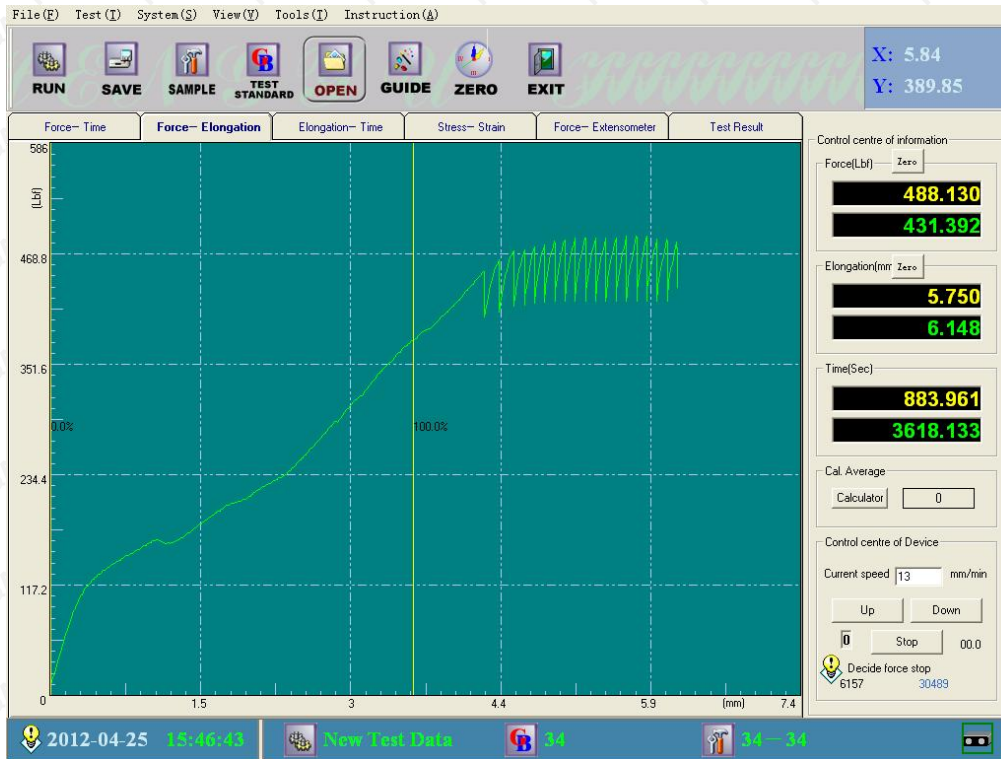 File(F) Test(I) System(S) View(V) Tools(T) Instruction(A)
RUN SAVE SAMPLE TEST STANDARD OPEN GUIDE ZERO EXIT
X: 5.84
Y: 389.85
Force— Time Force— Elongation Elongation— Time Stress— Strain Force— Extensometer Test Result
586
(Lbf)
468.8
351.6
234.4
117.2
0
0.0% 100.0%
1.5 3 4.4 5.9 (mm) 7.4
Control centre of information
Force(Lbf) Zero
488.130
431.392
Elongation(mm Zero
5.750
6.148
Time(Sec)
883.961
3618.133
Cal. Average
Calculator 0
Control centre of Device
Current speed 13 mm/min
Up Down
0 Stop 00.0
Decide force stop
6157 30489
2012-04-25 15:46:43 New Test Data GB 34 34—34